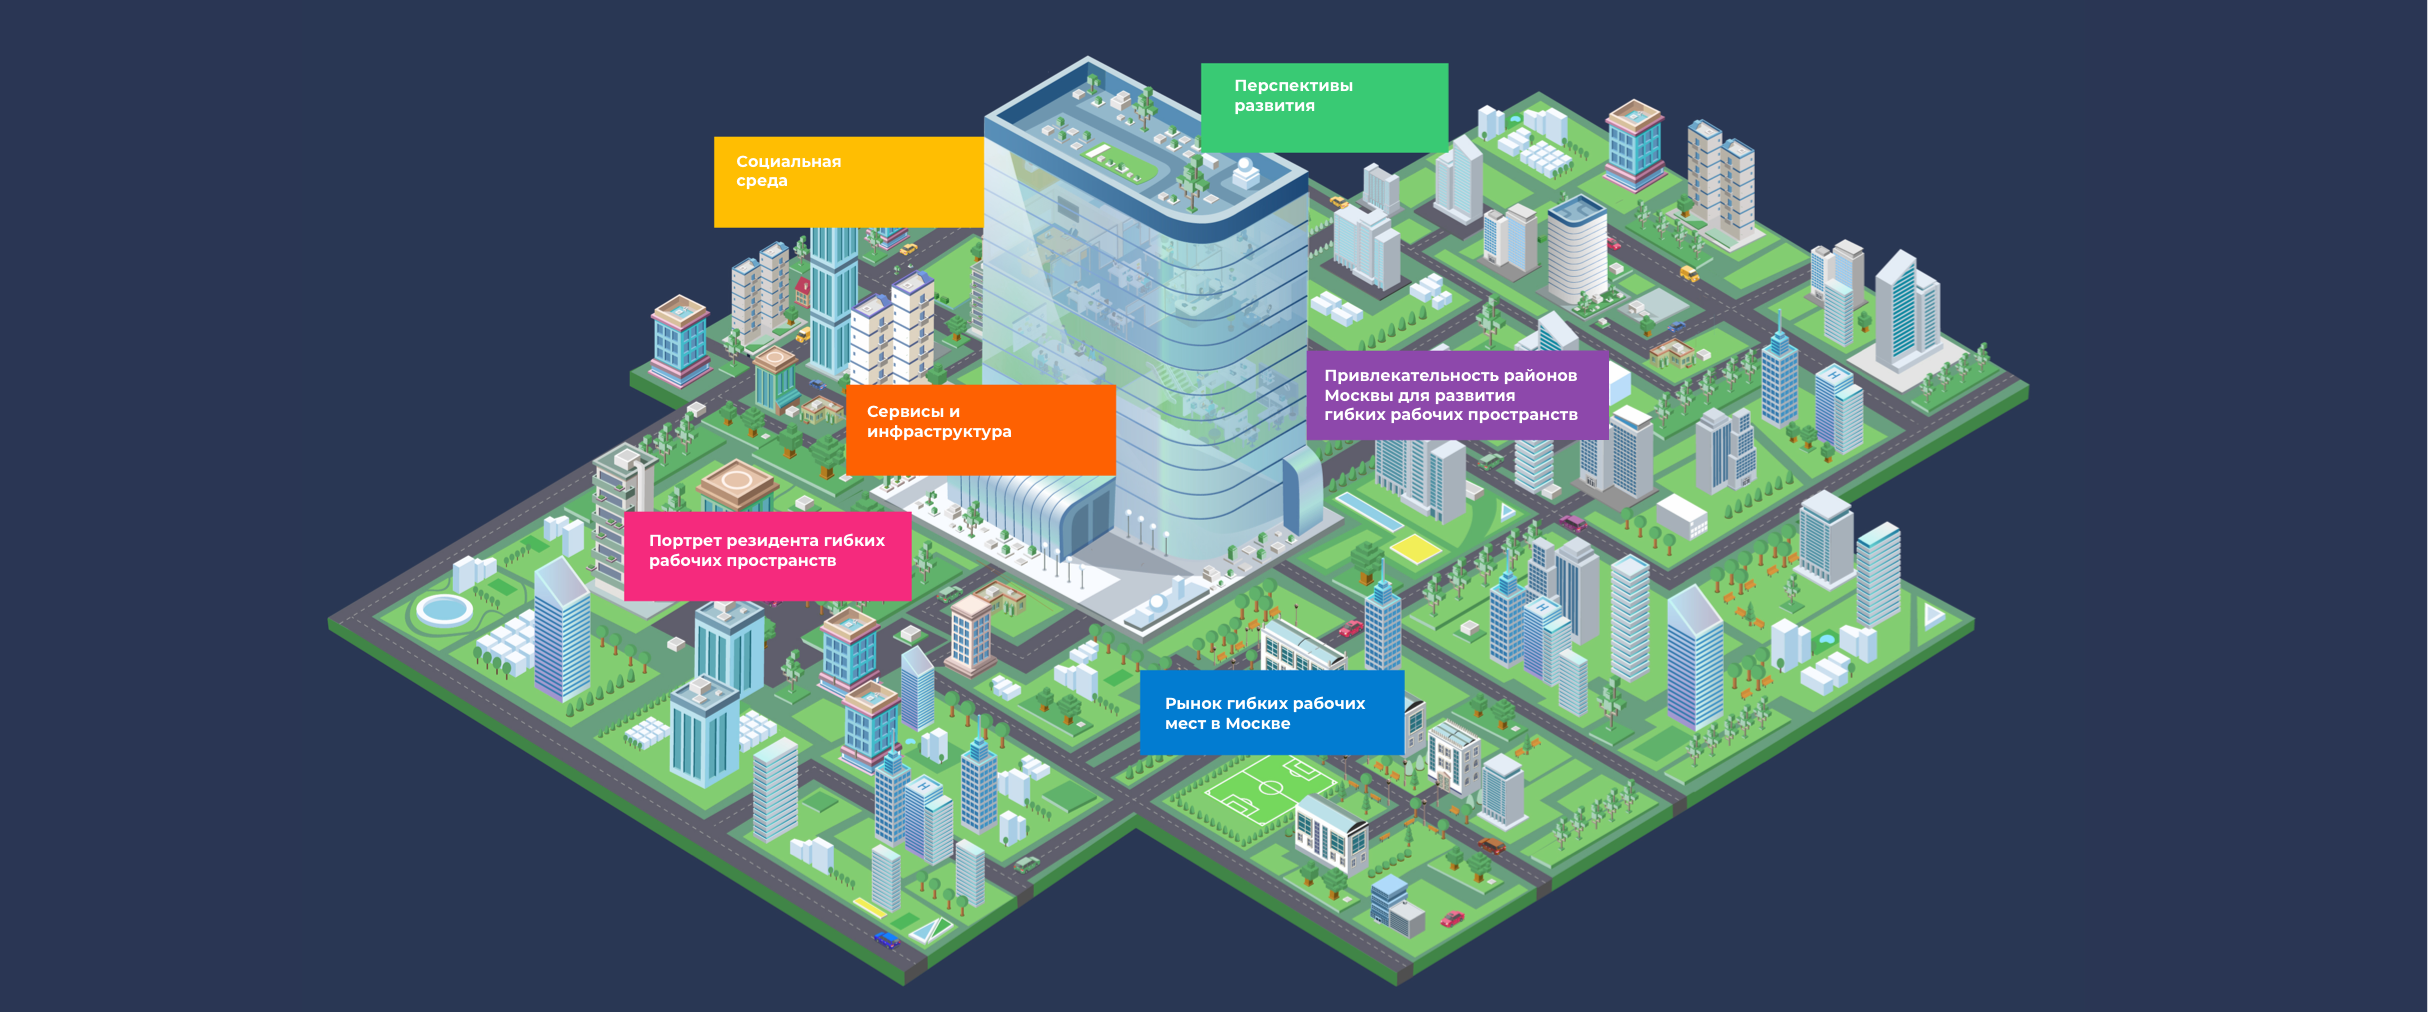 Перспективы
развития
Социальная
среда
Привлекательность районов
Москвы для развития
гибких рабочих пространств
Сервисы и
инфраструктура
Портрет резидента гибких
рабочих пространств
Рынок гибких рабочих
мест в Москве
H
H
H